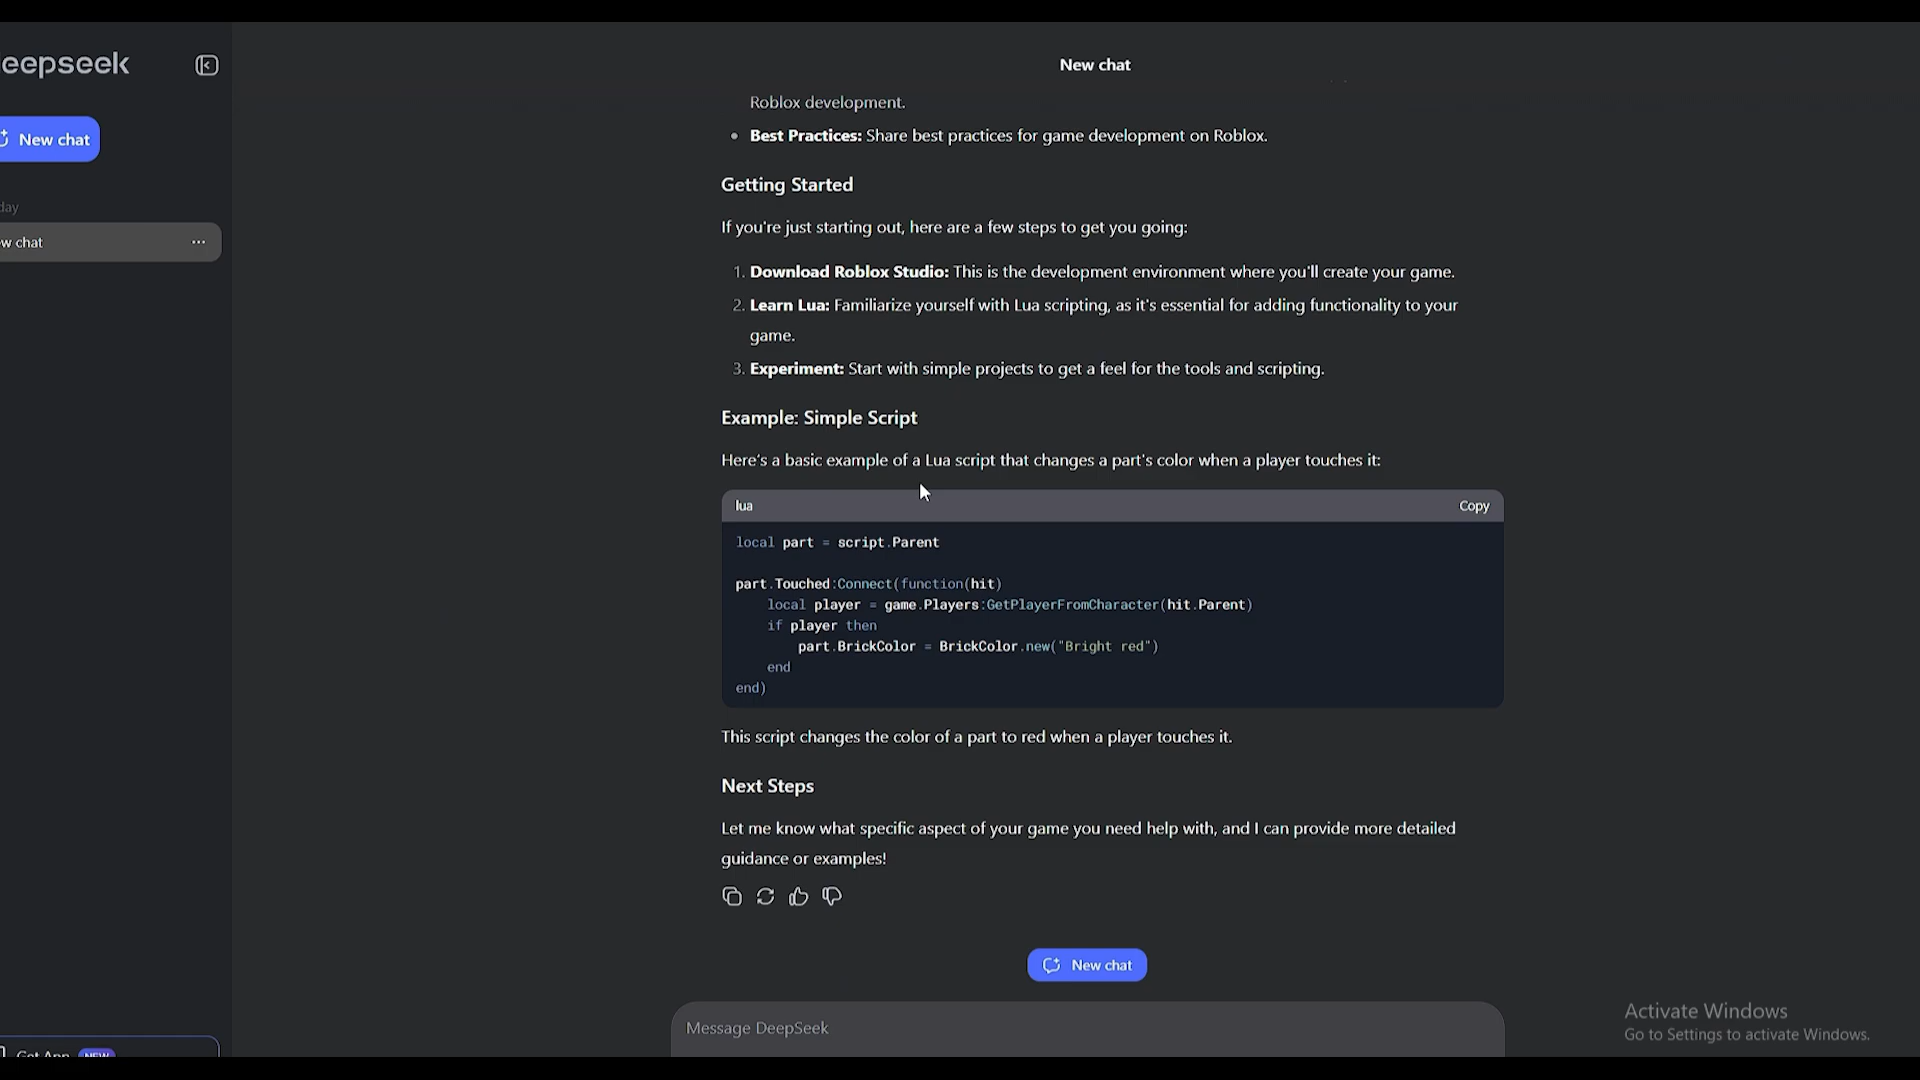 eepseek
New chat
New chat
day
w chat
Roblox development.
• Best Practices: Share best practices for game development on Roblox.
Getting Started
If you're just starting out, here are a few steps to get you going:
1. Download Roblox Studio: This is the development environment where you'll create your game.
2. Learn Lua: Familiarize yourself with Lua scripting, as it's essential for adding functionality to your
game.
3. Experiment: Start with simple projects to get a feel for the tools and scripting.
Example: Simple Script
Here's a basic example of a Lua script that changes a part's color when a player touches it:
lua
Copy
local part = script.Parent
part.Touched:Connect(function(hit)
local player = game.Players:GetPlayerFromCharacter(hit.Parent)
if player then
part.BrickColor = BrickColor.new("Bright red")
end
end)
This script changes the color of a part to red when a player touches it.
Next Steps
Let me know what specific aspect of your game you need help with, and I can provide more detailed
guidance or examples!
New chat
Message DeepSeek
Get App NEW
Activate Windows
Go to Settings to activate Windows.